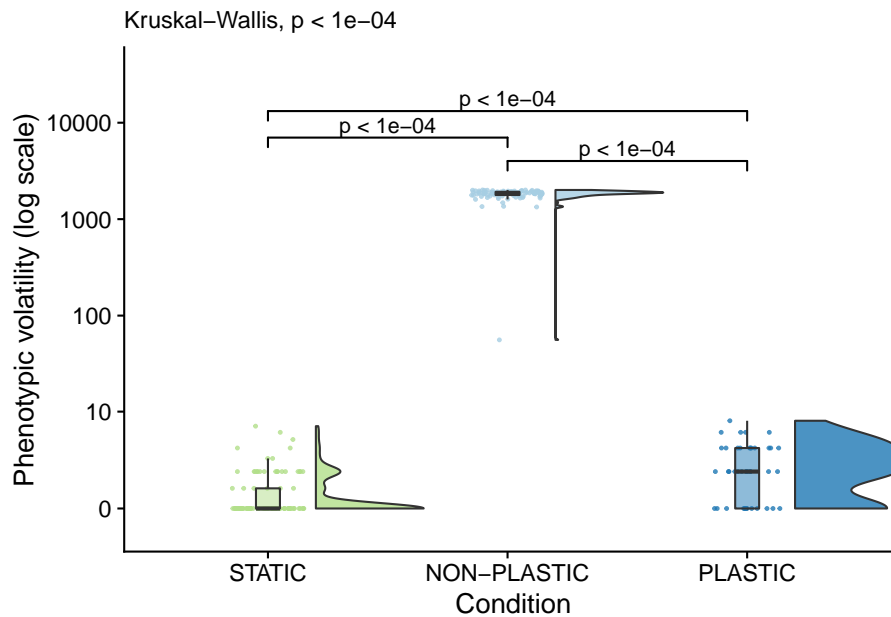 Kruskal−Wallis, p < 1e−04
p < 1e−04
p < 1e−04
p < 1e−04
Phenotypic volatility (log scale)
10000
1000
100
10
0
STATIC
NON−PLASTIC
PLASTIC
Condition